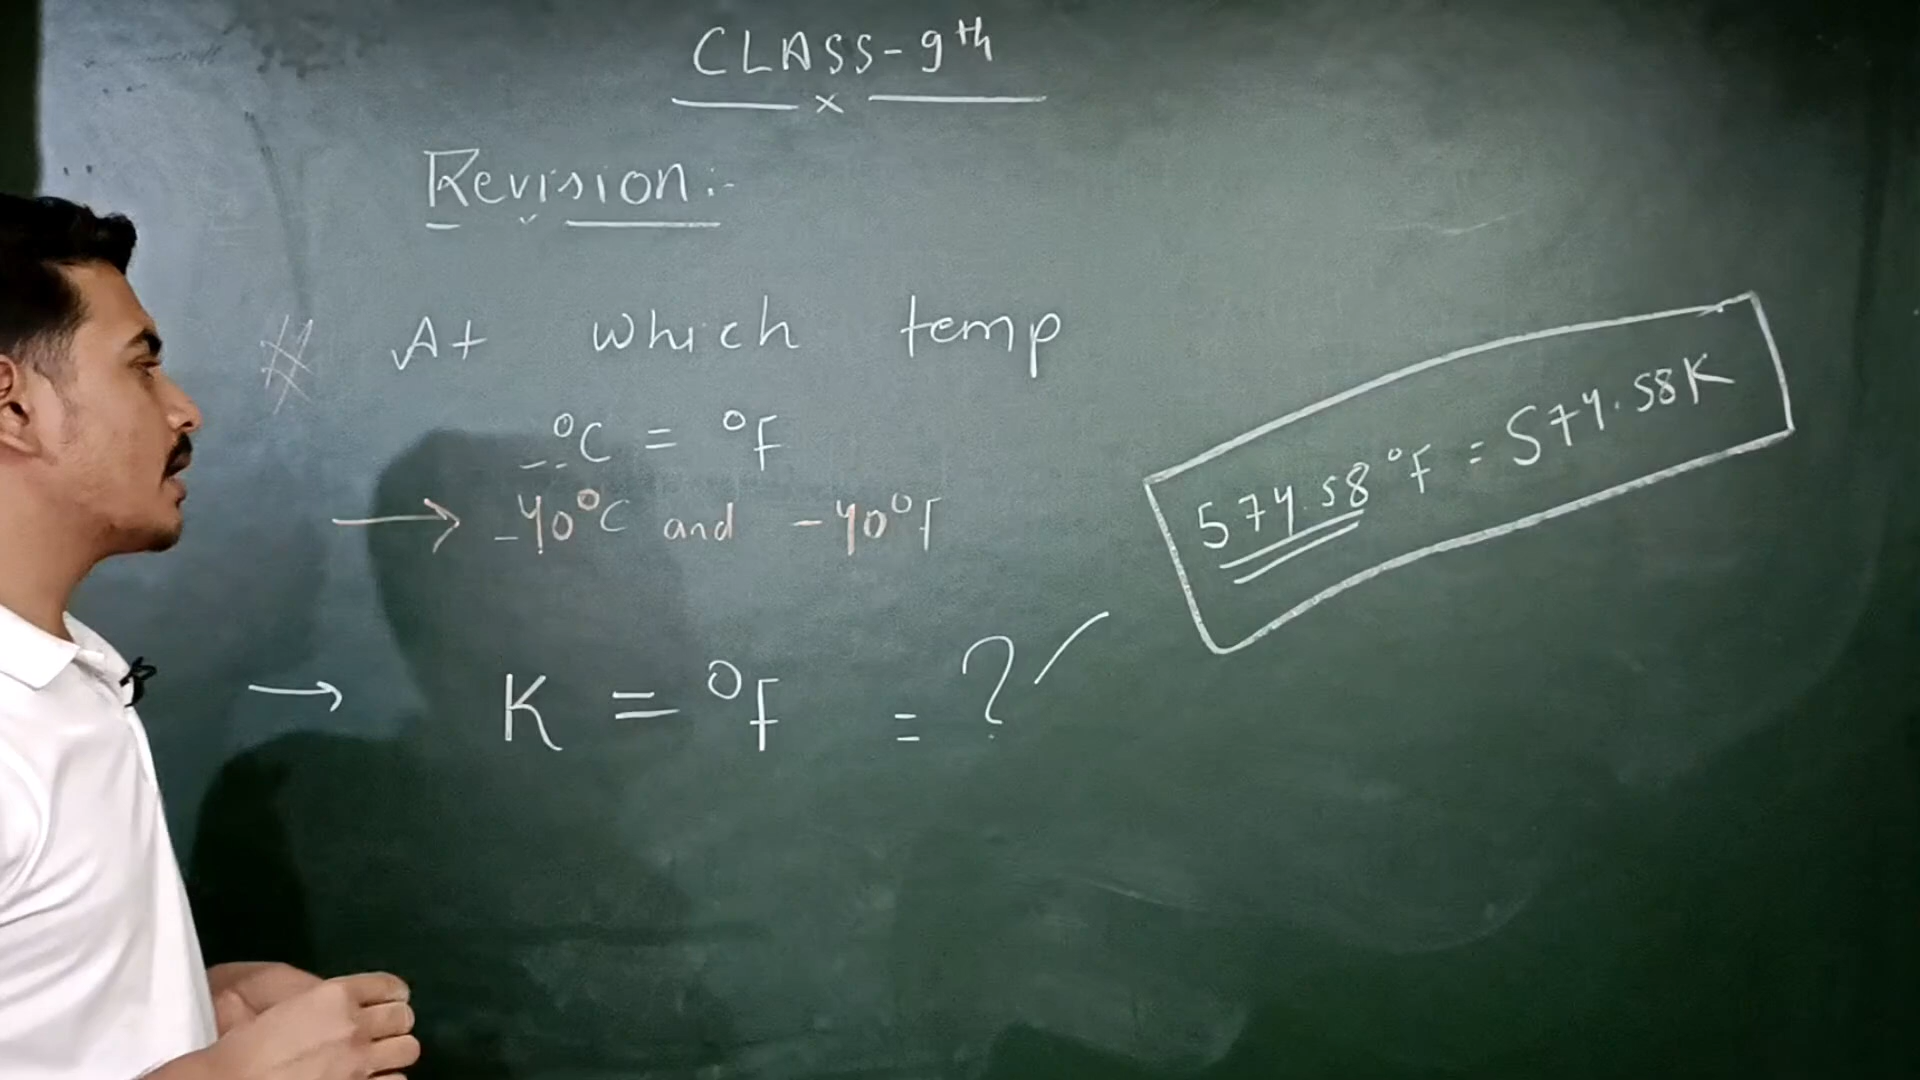 CLASS-9th
x
Revision:-
# At which temp
°C = °F
→ -40°C and -40°F
→ K = °F = ?
574.58°F = 574.58K